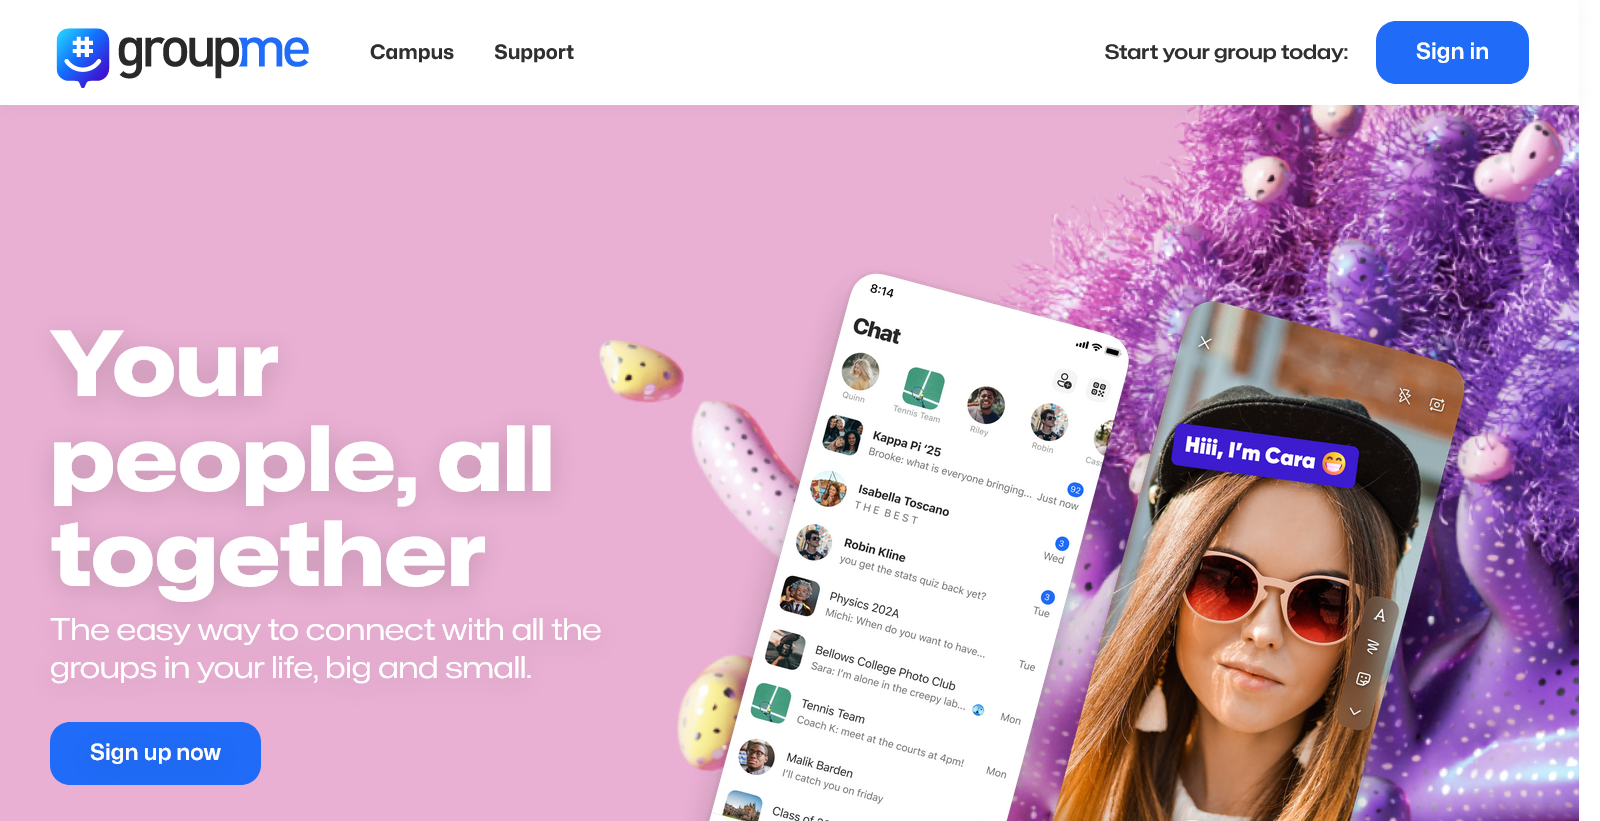 groupme
Campus
Support
Start your group today:
Sign in
Your
people, all
together
The easy way to connect with all the
groups in your life, big and small.
Sign up now
8:14
Chat
Quinn
Tennis Team
Riley
Robin
Kappa Pi '25
Brooke: what is everyone bringing...
92
Just now
Isabella Toscano
THE BEST
3
Wed
Robin Kline
you get the stats quiz back yet?
3
Tue
Physics 202A
Michi: When do you want to have...
Tue
Bellows College Photo Club
Sara: I'm alone in the creepy lab...
Mon
Tennis Team
Coach K: meet at the courts at 4pm!
Mon
Malik Barden
I'll catch you on friday
Class of
Hiii, I'm Cara 😁
A